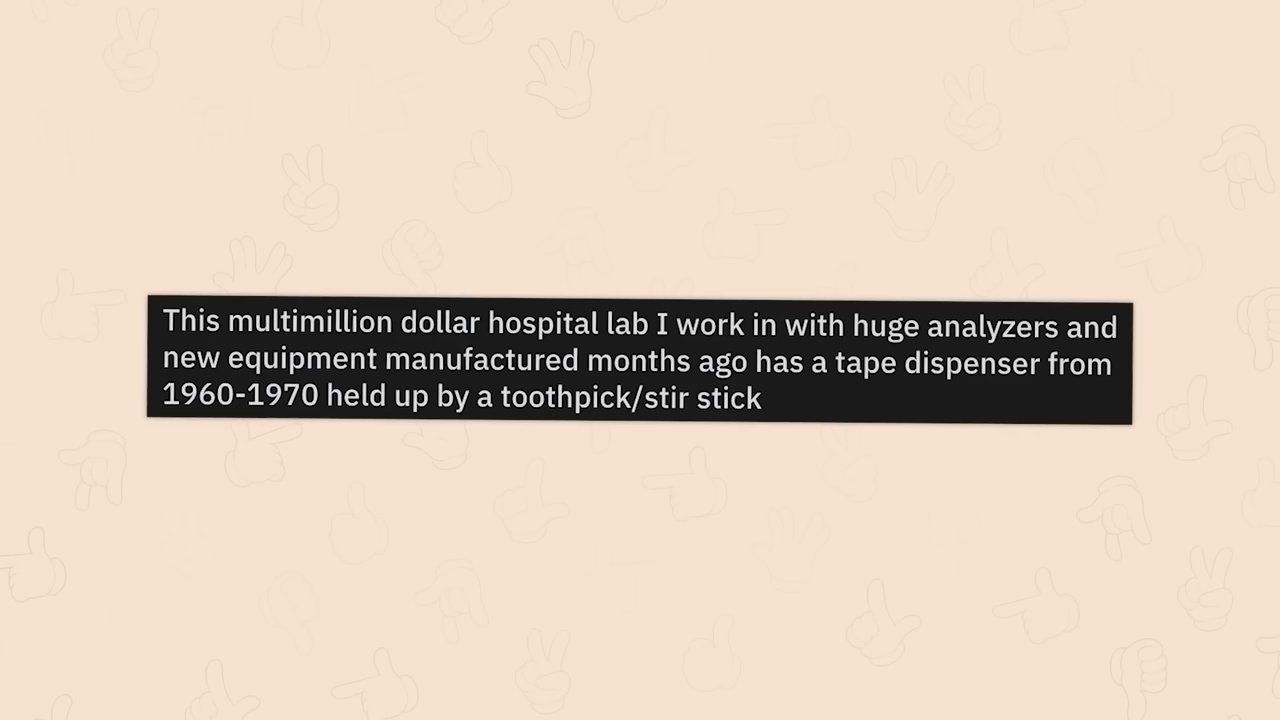 This multimillion dollar hospital lab I work in with huge analyzers and
new equipment manufactured months ago has a tape dispenser from
1960-1970 held up by a toothpick/stir stick